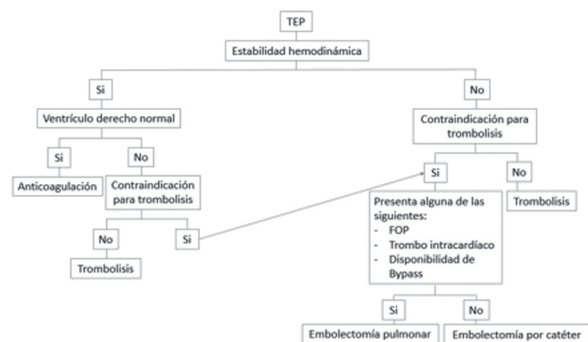 TEP
Estabilidad hemodinámica
Si
No
Ventrículo derecho normal
Contraindicación para
trombolisis
Si
No
Si
No
Anticoagulación
Contraindicación
para trombolisis
Trombolisis
Presenta alguna de las
siguientes:
- FOP
- Trombo intracardíaco
- Disponibilidad de
Bypass
No
Si
Trombolisis
Si
No
Embolectomía pulmonar
Embolectomía por catéter